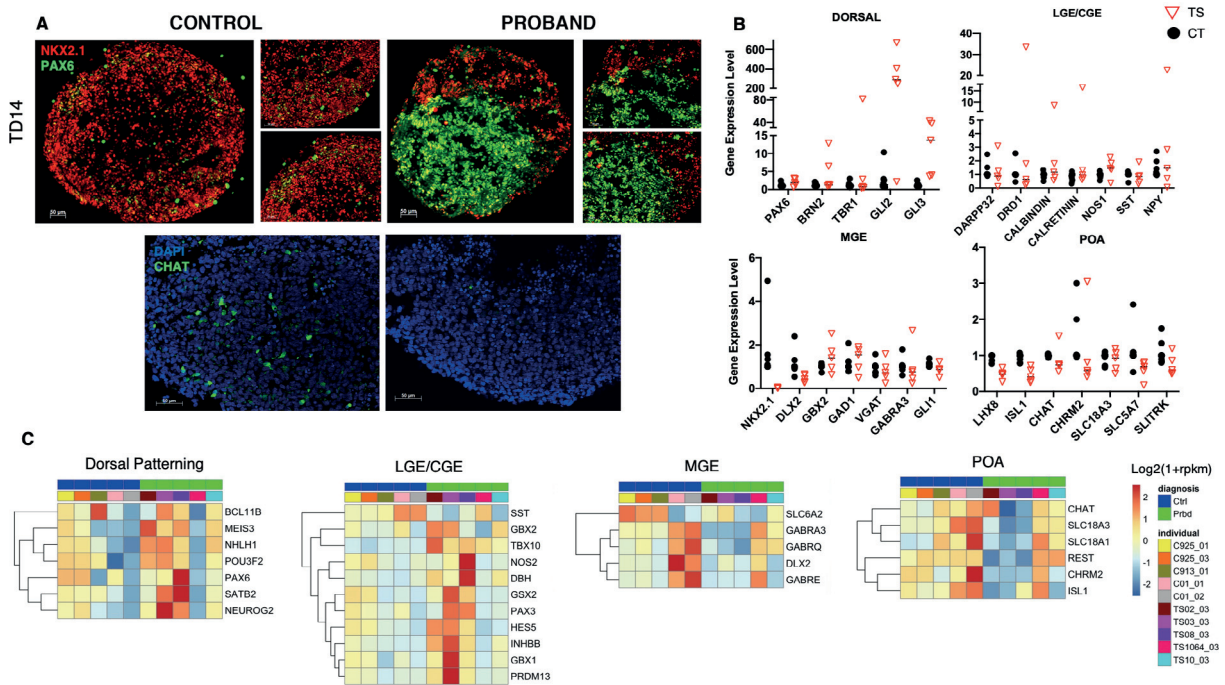 A
CONTROL
PROBAND
NKX2.1
PAX6
TD14
50 µm
50 µm
DAPI
CHAT
50 µm
50 µm
B
DORSAL
LGE/CGE
TS
CT
Gene Expression Level
600
400
200
80
40
15
10
5
0
PAX6
BRN2
TBR1
GLI2
GLI3
40
30
20
15
10
5
4
3
2
1
0
DARPP32
DRD1
CALBINDIN
CALRETININ
NOS1
SST
NPY
MGE
POA
Gene Expression Level
6
4
2
0
NKX2.1
DLX2
GBX2
GAD1
VGAT
GABRA3
GLI1
4
3
2
1
0
LHX8
ISL1
CHAT
CHRM2
SLC18A3
SLC5A7
SLITRK
C
Dorsal Patterning
BCL11B
MEIS3
NHLH1
POU3F2
PAX6
SATB2
NEUROG2
LGE/CGE
SST
GBX2
TBX10
NOS2
DBH
GSX2
PAX3
HES5
INHBB
GBX1
PRDM13
MGE
SLC6A2
GABRA3
GABRQ
DLX2
GABRE
POA
CHAT
SLC18A3
SLC18A1
REST
CHRM2
ISL1
Log2(1+rpkm)
2
1
0
-1
-2
diagnosis
Ctrl
Prbd
individual
C925_01
C925_03
C913_01
C01_01
C01_02
TS02_03
TS03_03
TS08_03
TS1064_03
TS10_03